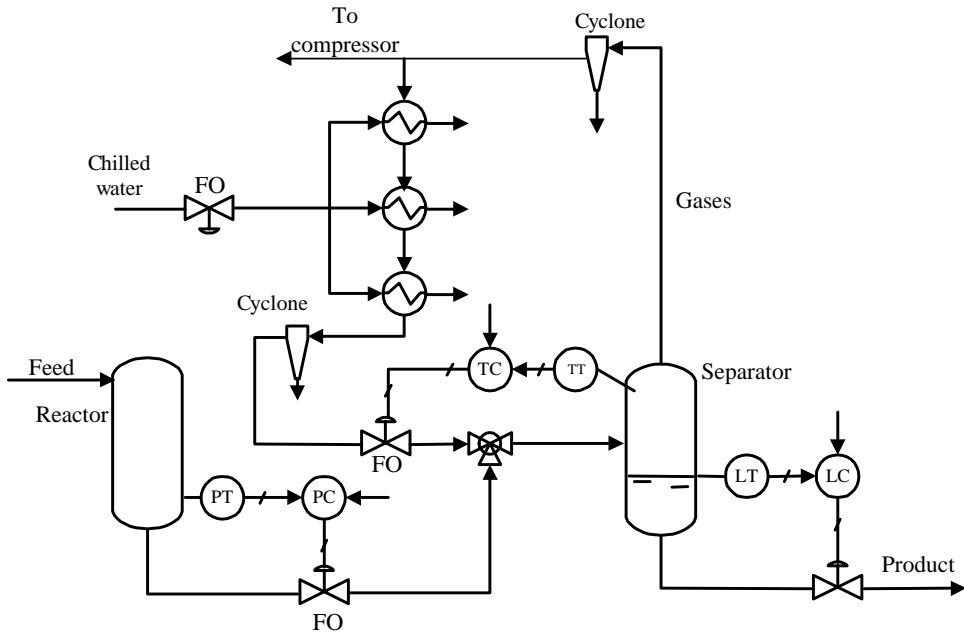 To
compressor
Cyclone
Chilled
water
FO
Gases
Cyclone
Feed
Reactor
TC
TT
Separator
FO
PT
PC
LT
LC
FO
Product